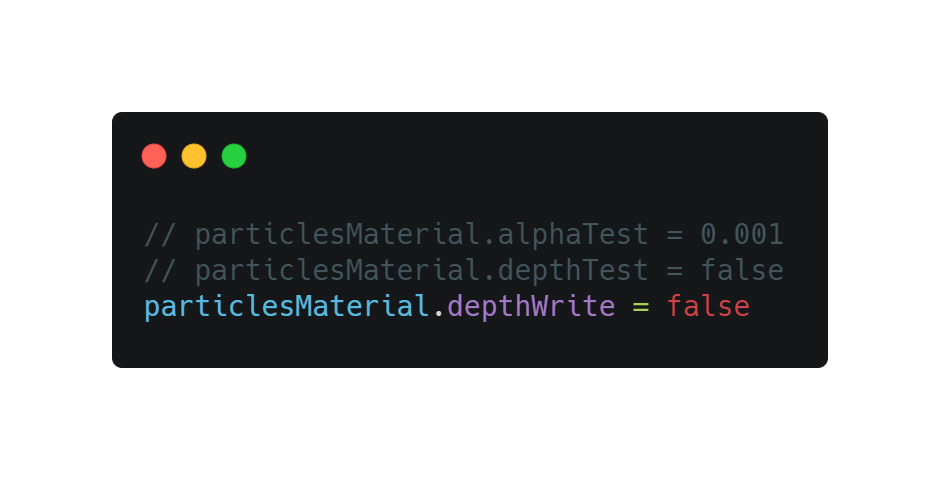 // particlesMaterial.alphaTest = 0.001
// particlesMaterial.depthTest = false
particlesMaterial.depthWrite = false